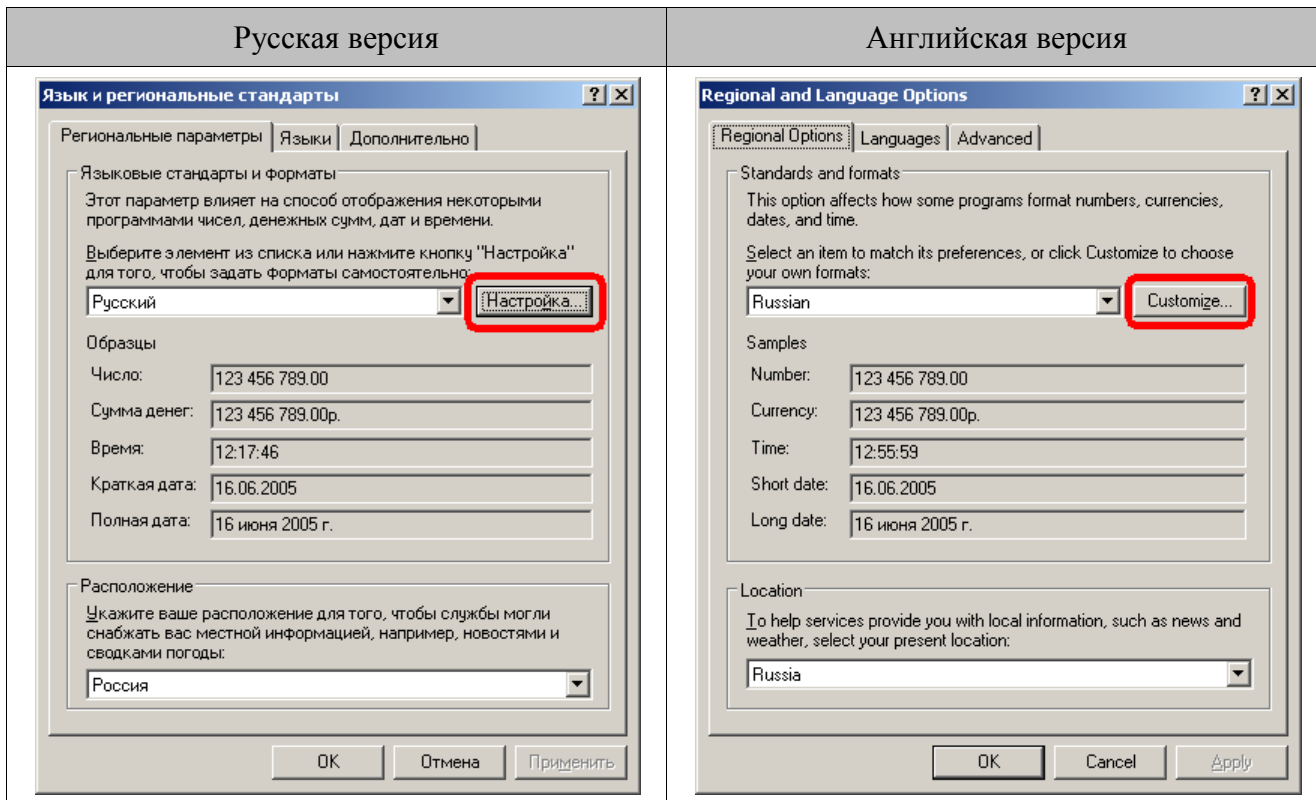 Русская версия
Английская версия
Язык и региональные стандарты
Региональные параметры
Языки
Дополнительно
Языковые стандарты и форматы
Этот параметр влияет на способ отображения некоторыми
программами чисел, денежных сумм, дат и времени.
Выберите элемент из списка или нажмите кнопку "Настройка"
для того, чтобы задать форматы самостоятельно:
Русский
Настройка...
Образцы
Число: 123 456 789.00
Сумма денег: 123 456 789.00р.
Время: 12:17:46
Краткая дата: 16.06.2005
Полная дата: 16 июня 2005 г.
Расположение
Укажите ваше расположение для того, чтобы службы могли
снабжать вас местной информацией, например, новостями и
сводками погоды:
Россия
ОК
Отмена
Применить
Regional and Language Options
Regional Options
Languages
Advanced
Standards and formats
This option affects how some programs format numbers, currencies,
dates, and time.
Select an item to match its preferences, or click Customize to choose
your own formats:
Russian
Customize...
Samples
Number: 123 456 789.00
Currency: 123 456 789.00р.
Time: 12:55:59
Short date: 16.06.2005
Long date: 16 июня 2005 г.
Location
To help services provide you with local information, such as news and
weather, select your present location:
Russia
OK
Cancel
Apply